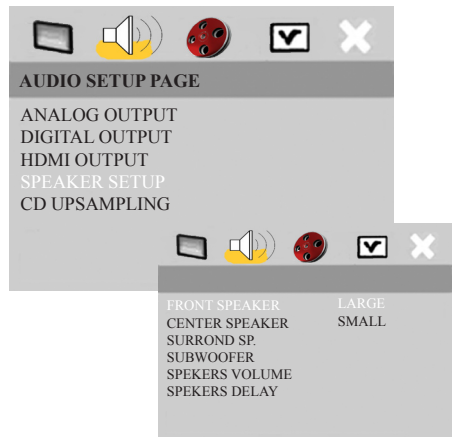 AUDIO SETUP PAGE
ANALOG OUTPUT
DIGITAL OUTPUT
HDMI OUTPUT
SPEAKER SETUP
CD UPSAMPLING
FRONT SPEAKER LARGE
CENTER SPEAKER SMALL
SURROND SP.
SUBWOOFER
SPEKERS VOLUME
SPEKERS DELAY